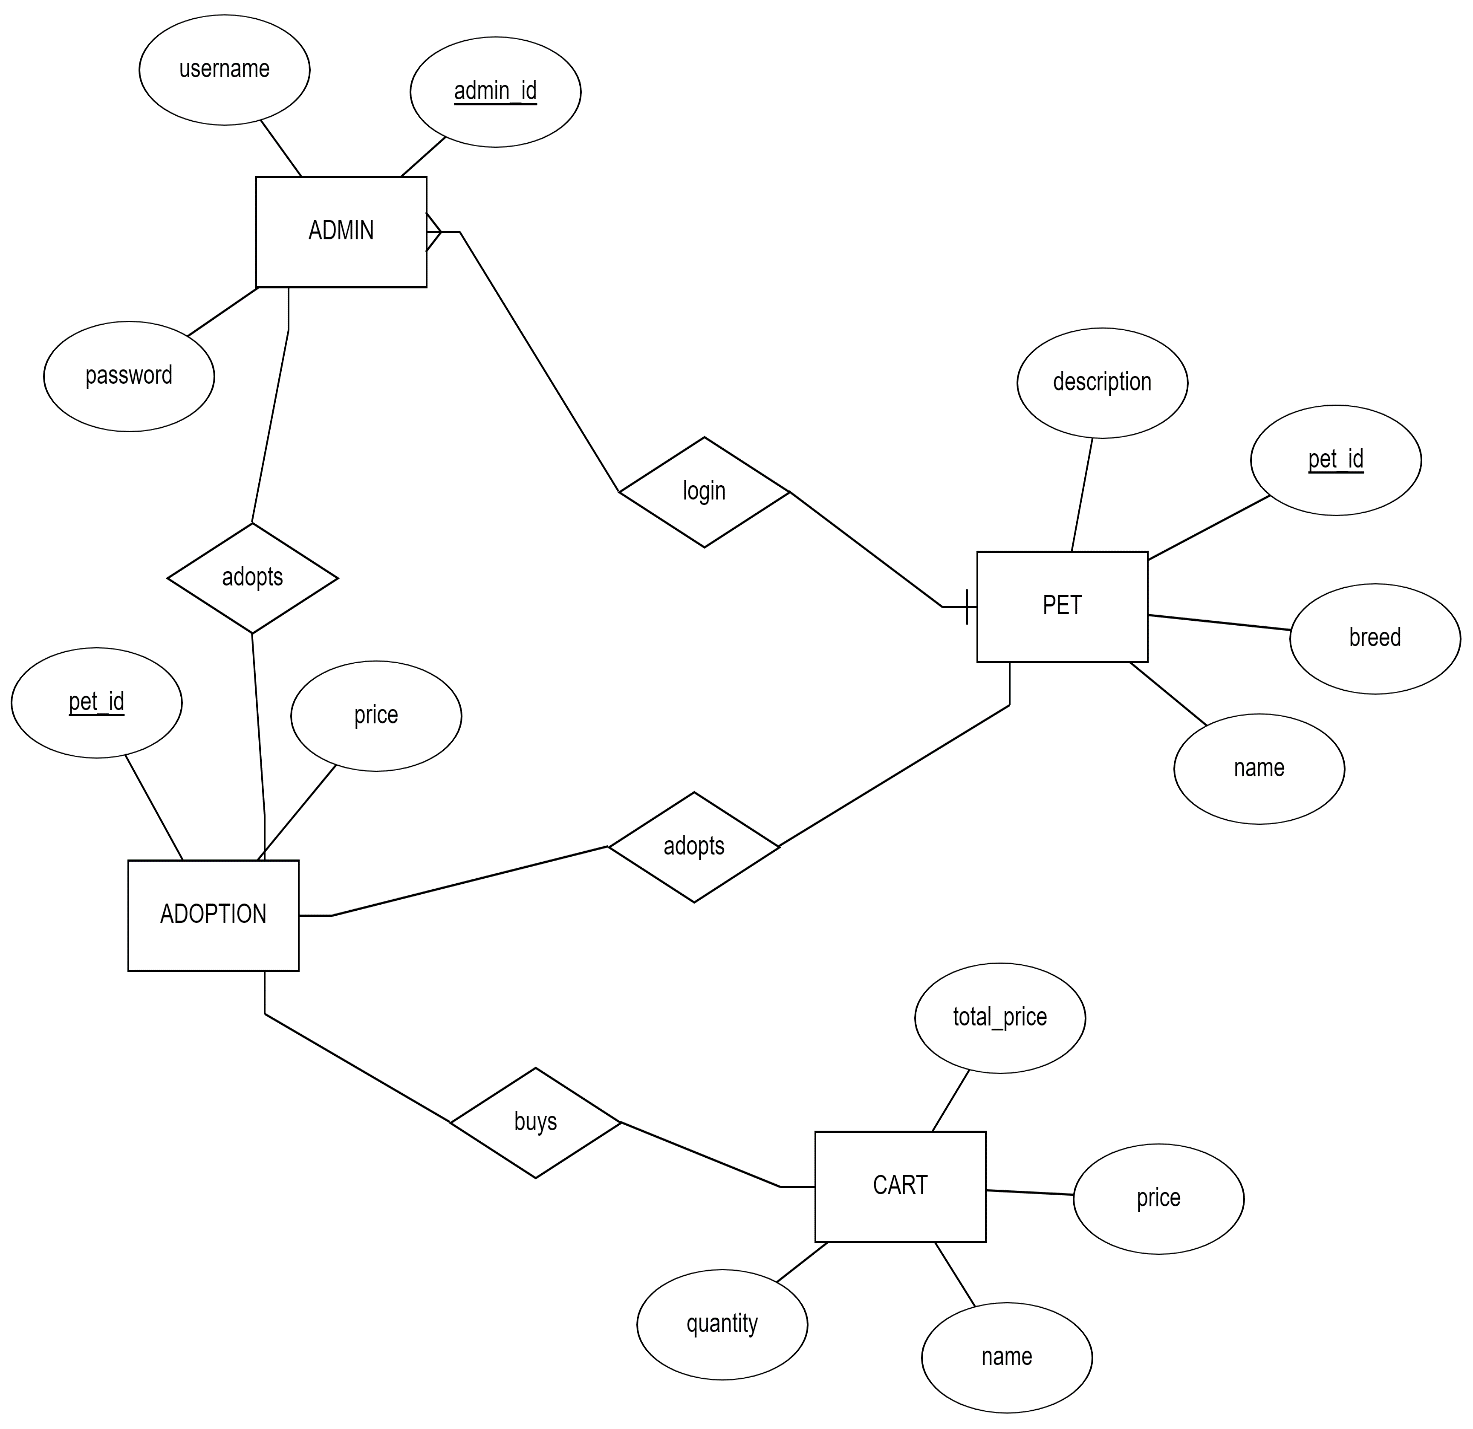 username
admin_id
ADMIN
password
description
pet_id
login
adopts
PET
breed
pet_id
price
name
adopts
ADOPTION
total_price
buys
CART
price
quantity
name